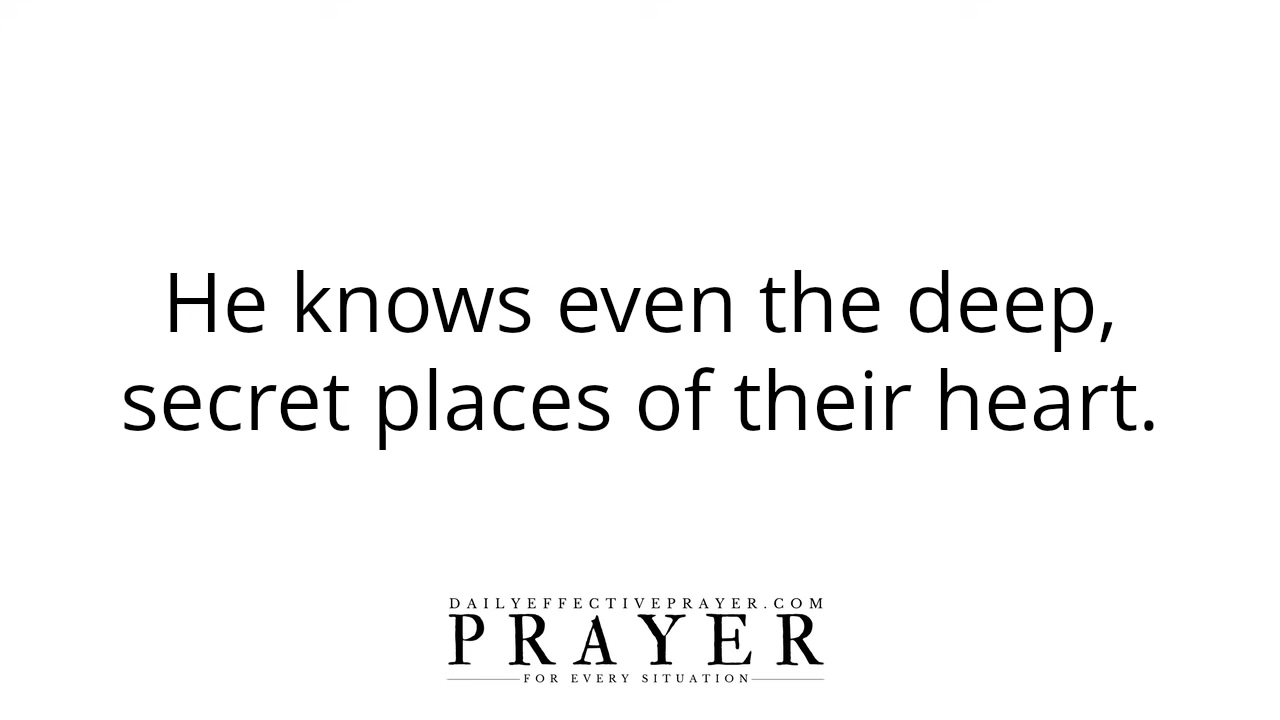 He knows even the deep,
secret places of their heart.
DAILYEFFECTIVEPRAYER.COM
PRAYER
FOR EVERY SITUATION